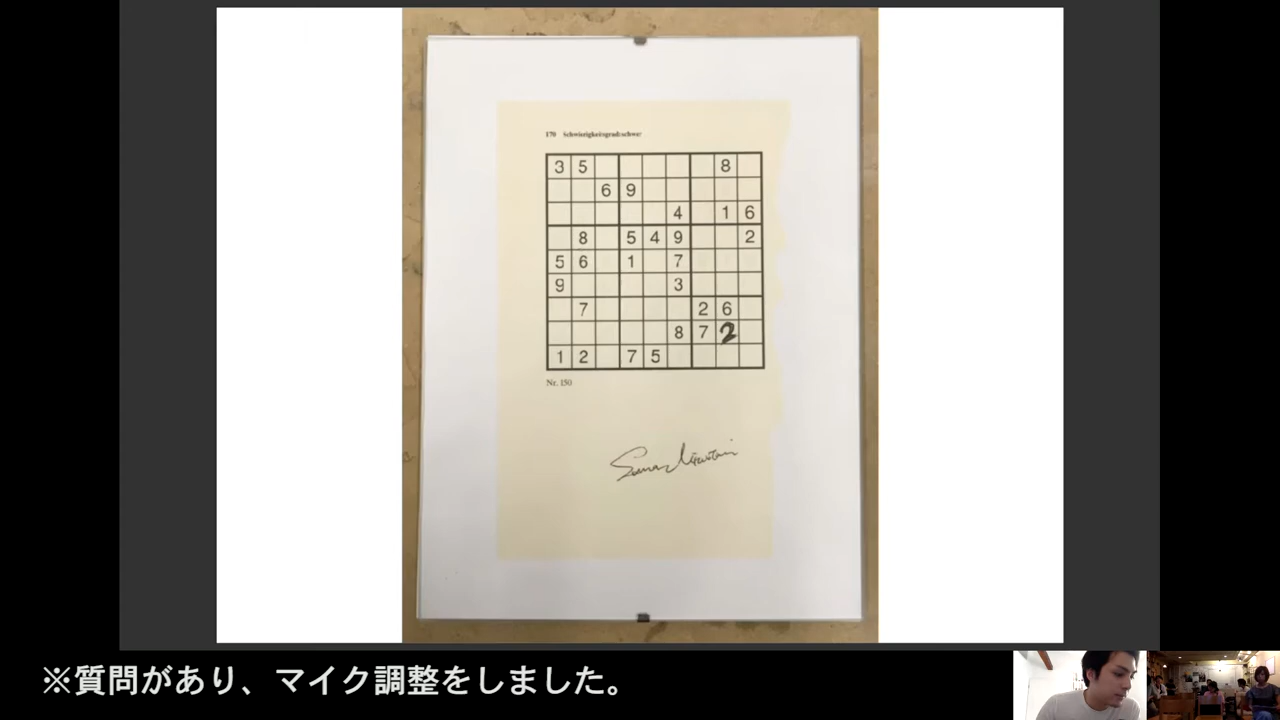 170 Schwierigkeitsgrad: schwer
3 5 8
6 9
4 1 6
8 5 4 9 2
5 6 1 7
9 3
7 2 6
8 7 2
1 2 7 5
Nr. 150
※質問があり、マイク調整をしました。